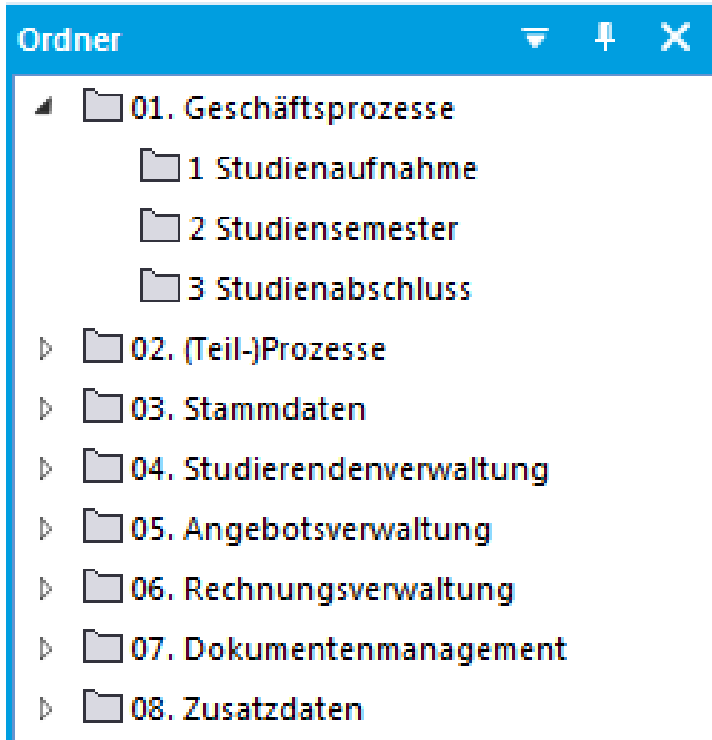 Ordner
01. Geschäftsprozesse
1 Studienaufnahme
2 Studiensemester
3 Studienabschluss
02. (Teil-)Prozesse
03. Stammdaten
04. Studierendenverwaltung
05. Angebotsverwaltung
06. Rechnungsverwaltung
07. Dokumentenmanagement
08. Zusatzdaten